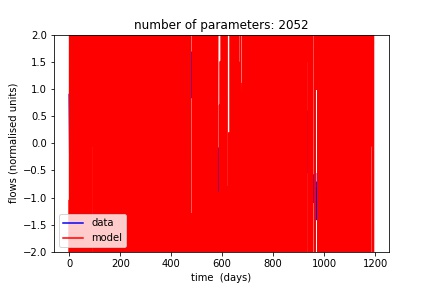 number of parameters: 2052
2.0
1.5
1.0
0.5
0.0
−0.5
−1.0
−1.5
−2.0
flows (normalised units)
data
model
0 200 400 600 800 1000 1200
time (days)